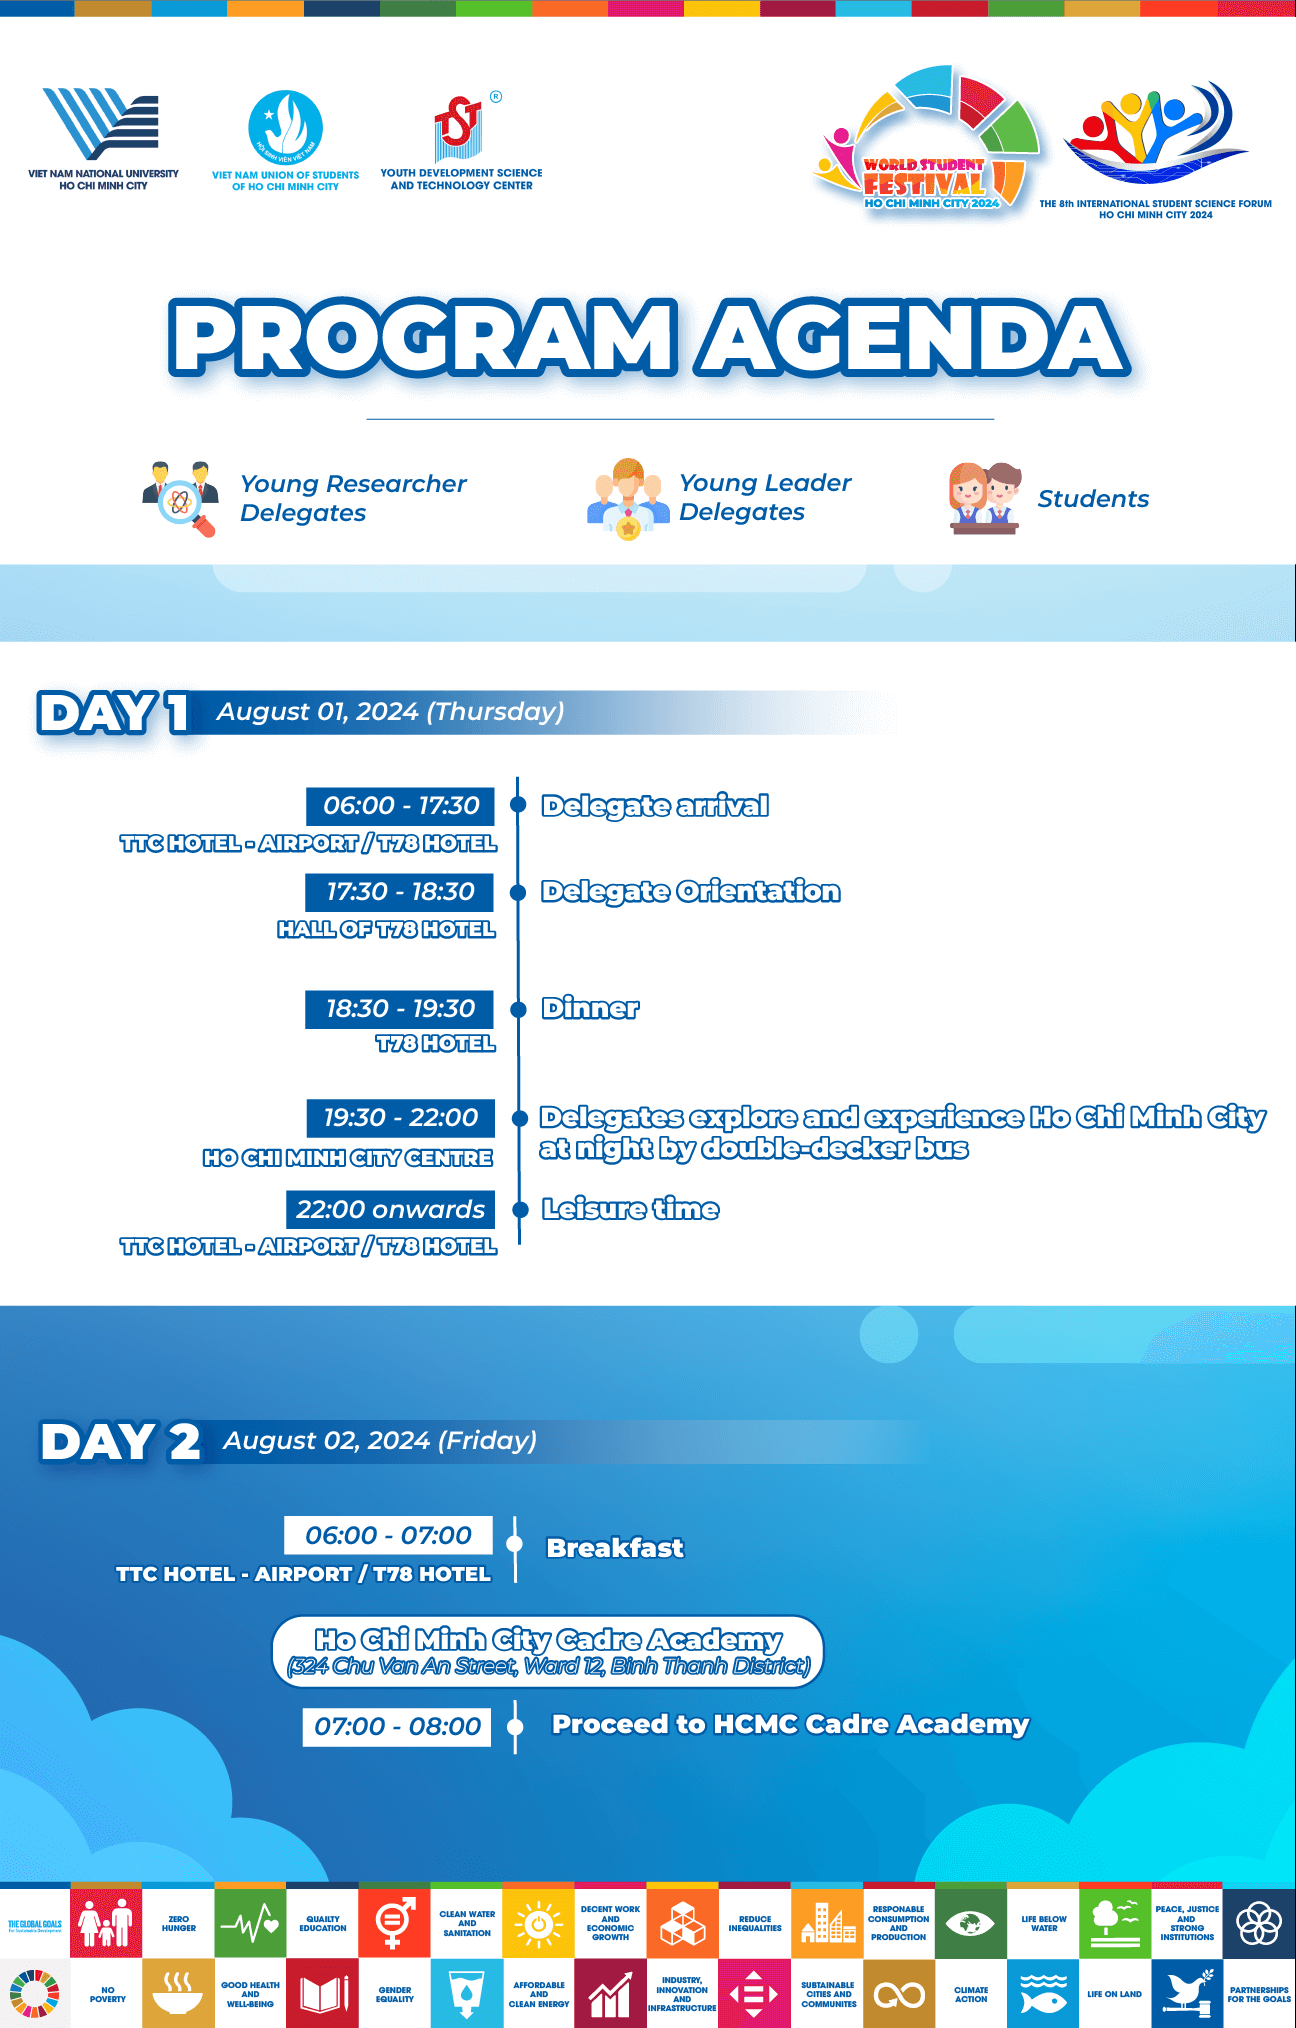 VIET NAM NATIONAL UNIVERSITY
HO CHI MINH CITY
HỘI SINH VIÊN VIỆT NAM
VIET NAM UNION OF STUDENTS
OF HO CHI MINH CITY
TST
®
YOUTH DEVELOPMENT SCIENCE
AND TECHNOLOGY CENTER
WORLD STUDENT
FESTIVAL
HO CHI MINH CITY 2024
THE 8th INTERNATIONAL STUDENT SCIENCE FORUM
HO CHI MINH CITY 2024
PROGRAM AGENDA
Young Researcher
Delegates
Young Leader
Delegates
Students
DAY 1 August 01, 2024 (Thursday)
06:00 - 17:30 Delegate arrival
TTC HOTEL - AIRPORT / T78 HOTEL
17:30 - 18:30 Delegate Orientation
HALL OF T78 HOTEL
18:30 - 19:30 Dinner
T78 HOTEL
19:30 - 22:00 Delegates explore and experience Ho Chi Minh City
at night by double-decker bus
HO CHI MINH CITY CENTRE
22:00 onwards Leisure time
TTC HOTEL - AIRPORT / T78 HOTEL
DAY 2 August 02, 2024 (Friday)
06:00 - 07:00 Breakfast
TTC HOTEL - AIRPORT / T78 HOTEL
Ho Chi Minh City Cadre Academy
(324 Chu Van An Street, Ward 12, Binh Thanh District)
07:00 - 08:00 Proceed to HCMC Cadre Academy
THE GLOBAL GOALS
For Sustainable Development
ZERO
HUNGER
QUAILTY
EDUCATION
CLEAN WATER
AND
SANITATION
DECENT WORK
AND
ECONOMIC
GROWTH
REDUCE
INEQUALITIES
RESPONABLE
CONSUMPTION
AND
PRODUCTION
LIFE BELOW
WATER
PEACE, JUSTICE
AND
STRONG
INSTITUTIONS
NO
POVERTY
GOOD HEALTH
AND
WELL-BEING
GENDER
EQUALITY
AFFORDABLE
AND
CLEAN ENERGY
INDUSTRY,
INNOVATION
AND
INFRASTRUCTURE
SUBTAINABLE
CITIES AND
COMMUNITES
CLIMATE
ACTION
LIFE ON LAND
PARTNERSHIPS
FOR THE GOALS